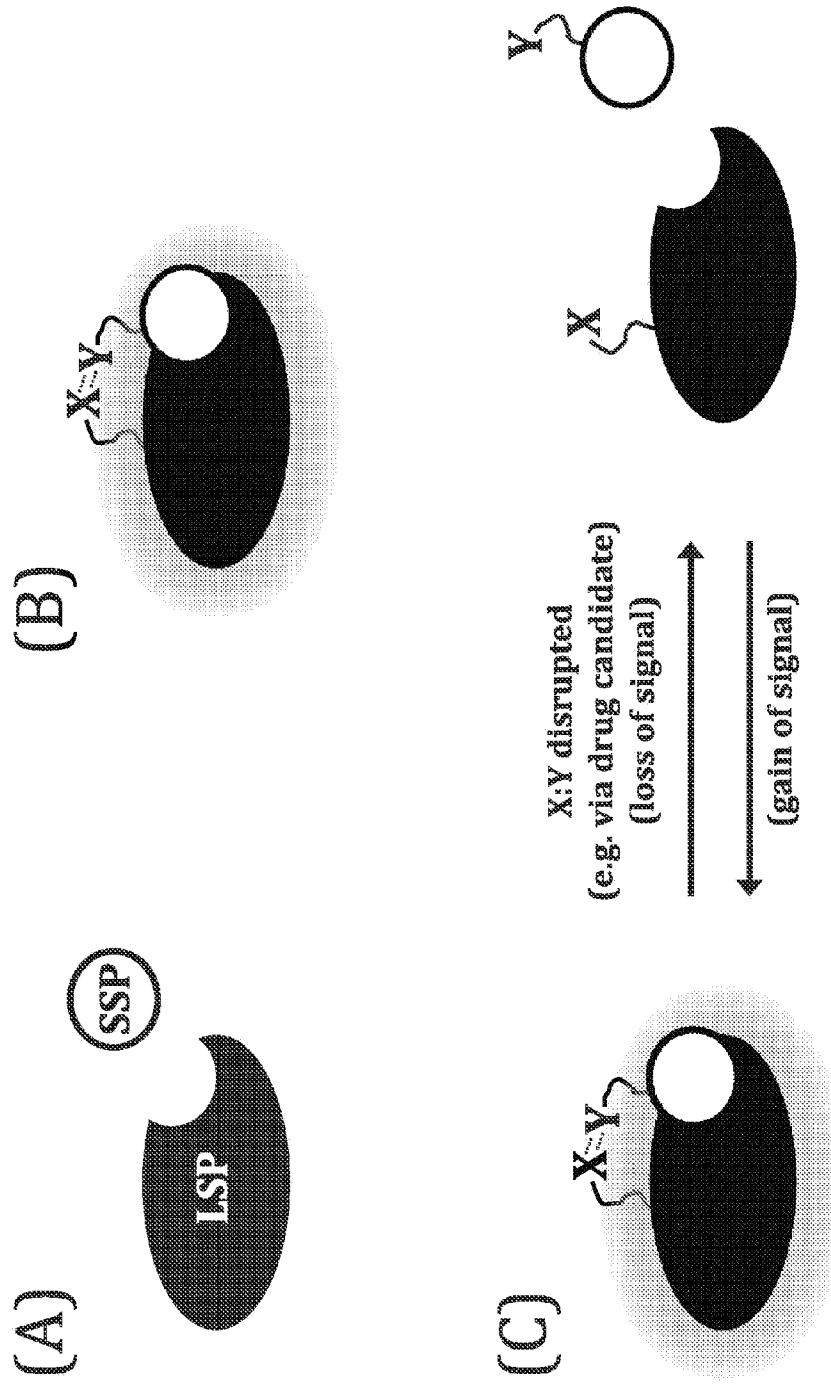 (A)
LSP
SSP
(B)
X=Y
(C)
X=Y
X:Y disrupted
(e.g. via drug candidate)
(loss of signal)
(gain of signal)
X
Y